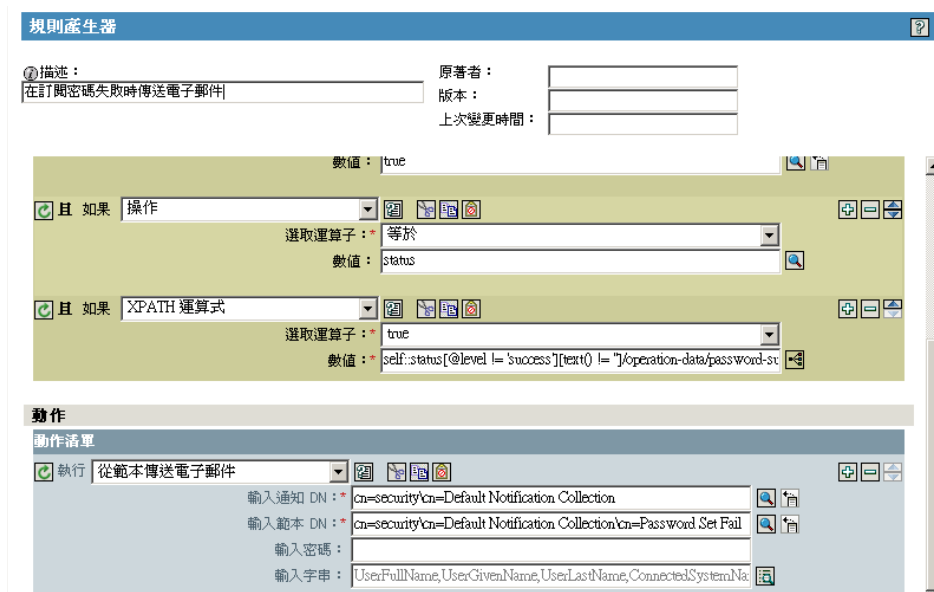 規則產生器
描述：
在訂閱密碼失敗時傳送電子郵件
原著者：
版本：
上次變更時間：
數值： true
且 如果 操作
選取運算子：* 等於
數值： status
且 如果 XPATH 運算式
選取運算子：* true
數值：* self::status[@level != 'success'][text() != '']/operation-data/password-su
動作
動作清單
執行 從範本傳送電子郵件
輸入通知 DN：* cn=security\cn=Default Notification Collection
輸入範本 DN：* cn=security\cn=Default Notification Collection\cn=Password Set Fail
輸入密碼：
輸入字串： UserFullName,UserGivenName,UserLastName,ConnectedSystemNa